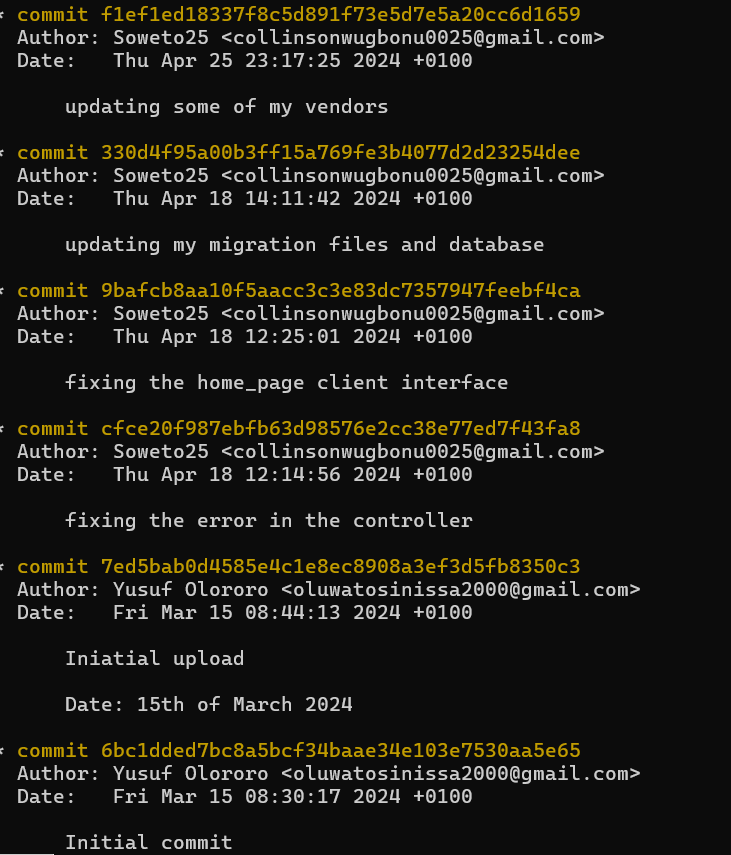 * commit f1ef1ed18337f8c5d891f73e5d7e5a20cc6d1659
Author: Soweto25 <collinsonwugbonu0025@gmail.com>
Date: Thu Apr 25 23:17:25 2024 +0100
updating some of my vendors
* commit 330d4f95a00b3ff15a769fe3b4077d2d23254dee
Author: Soweto25 <collinsonwugbonu0025@gmail.com>
Date: Thu Apr 18 14:11:42 2024 +0100
updating my migration files and database
* commit 9bafcb8aa10f5aacc3c3e83dc7357947feebf4ca
Author: Soweto25 <collinsonwugbonu0025@gmail.com>
Date: Thu Apr 18 12:25:01 2024 +0100
fixing the home_page client interface
* commit cfce20f987ebfb63d98576e2cc38e77ed7f43fa8
Author: Soweto25 <collinsonwugbonu0025@gmail.com>
Date: Thu Apr 18 12:14:56 2024 +0100
fixing the error in the controller
* commit 7ed5bab0d4585e4c1e8ec8908a3ef3d5fb8350c3
Author: Yusuf Olororo <oluwatosinissa2000@gmail.com>
Date: Fri Mar 15 08:44:13 2024 +0100
Iniatial upload
Date: 15th of March 2024
* commit 6bc1dded7bc8a5bcf34baae34e103e7530aa5e65
Author: Yusuf Olororo <oluwatosinissa2000@gmail.com>
Date: Fri Mar 15 08:30:17 2024 +0100
Initial commit